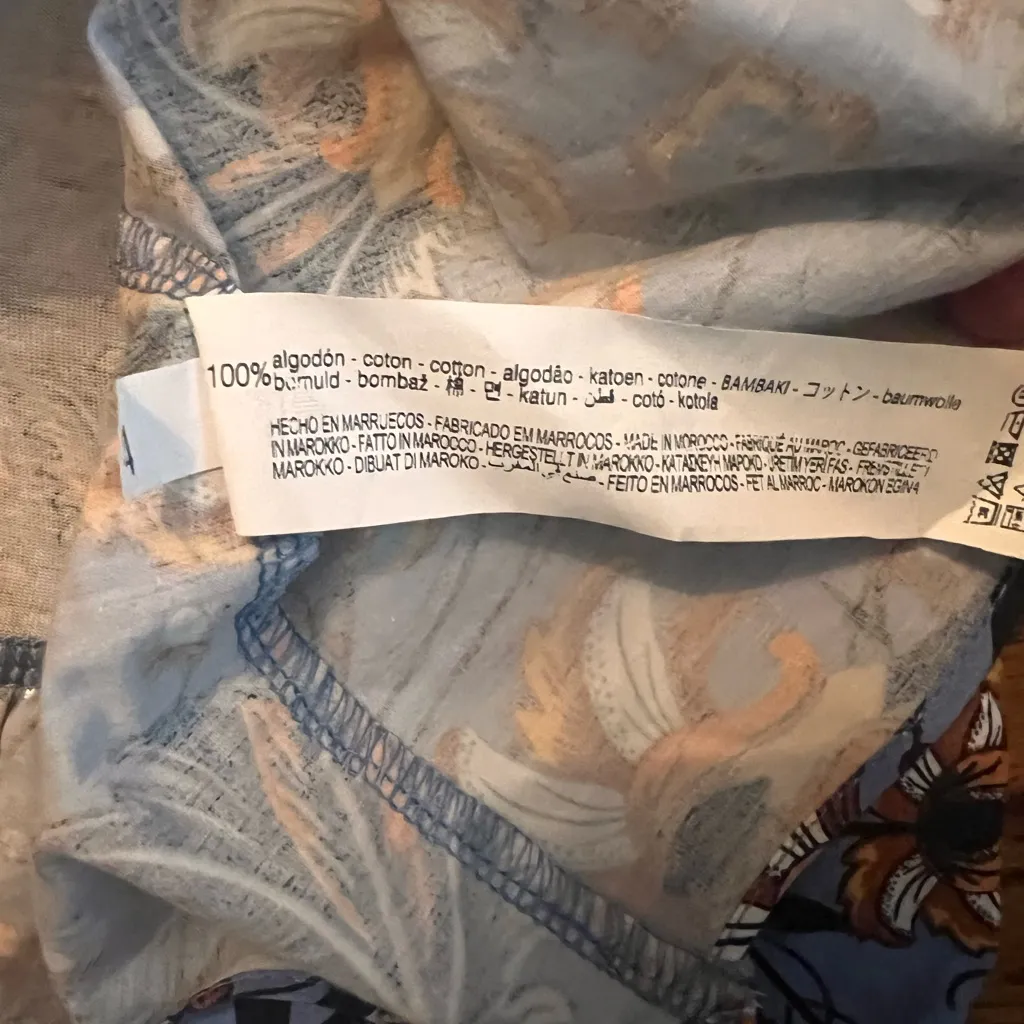 100% algodón - coton - cotton - algodão - katoen - cotone - BAMBAKI - コットン - baumwolle
bomuld - bombaž - 棉 - 면 - katun - قطن - cotó - kotoia
HECHO EN MARRUECOS - FABRICADO EM MARROCOS - MADE IN MOROCCO - FABRIQUÉ AU MAROC - GEFABRICEERD
IN MAROKKO - FATTO IN MAROCCO - HERGESTELLT IN MAROKKO -
MAROKKO - DIBUAT DI MAROKO - صنع في المغرب - FEITO EN MARROCOS - FET AL MARROC - MAROKON EGINA